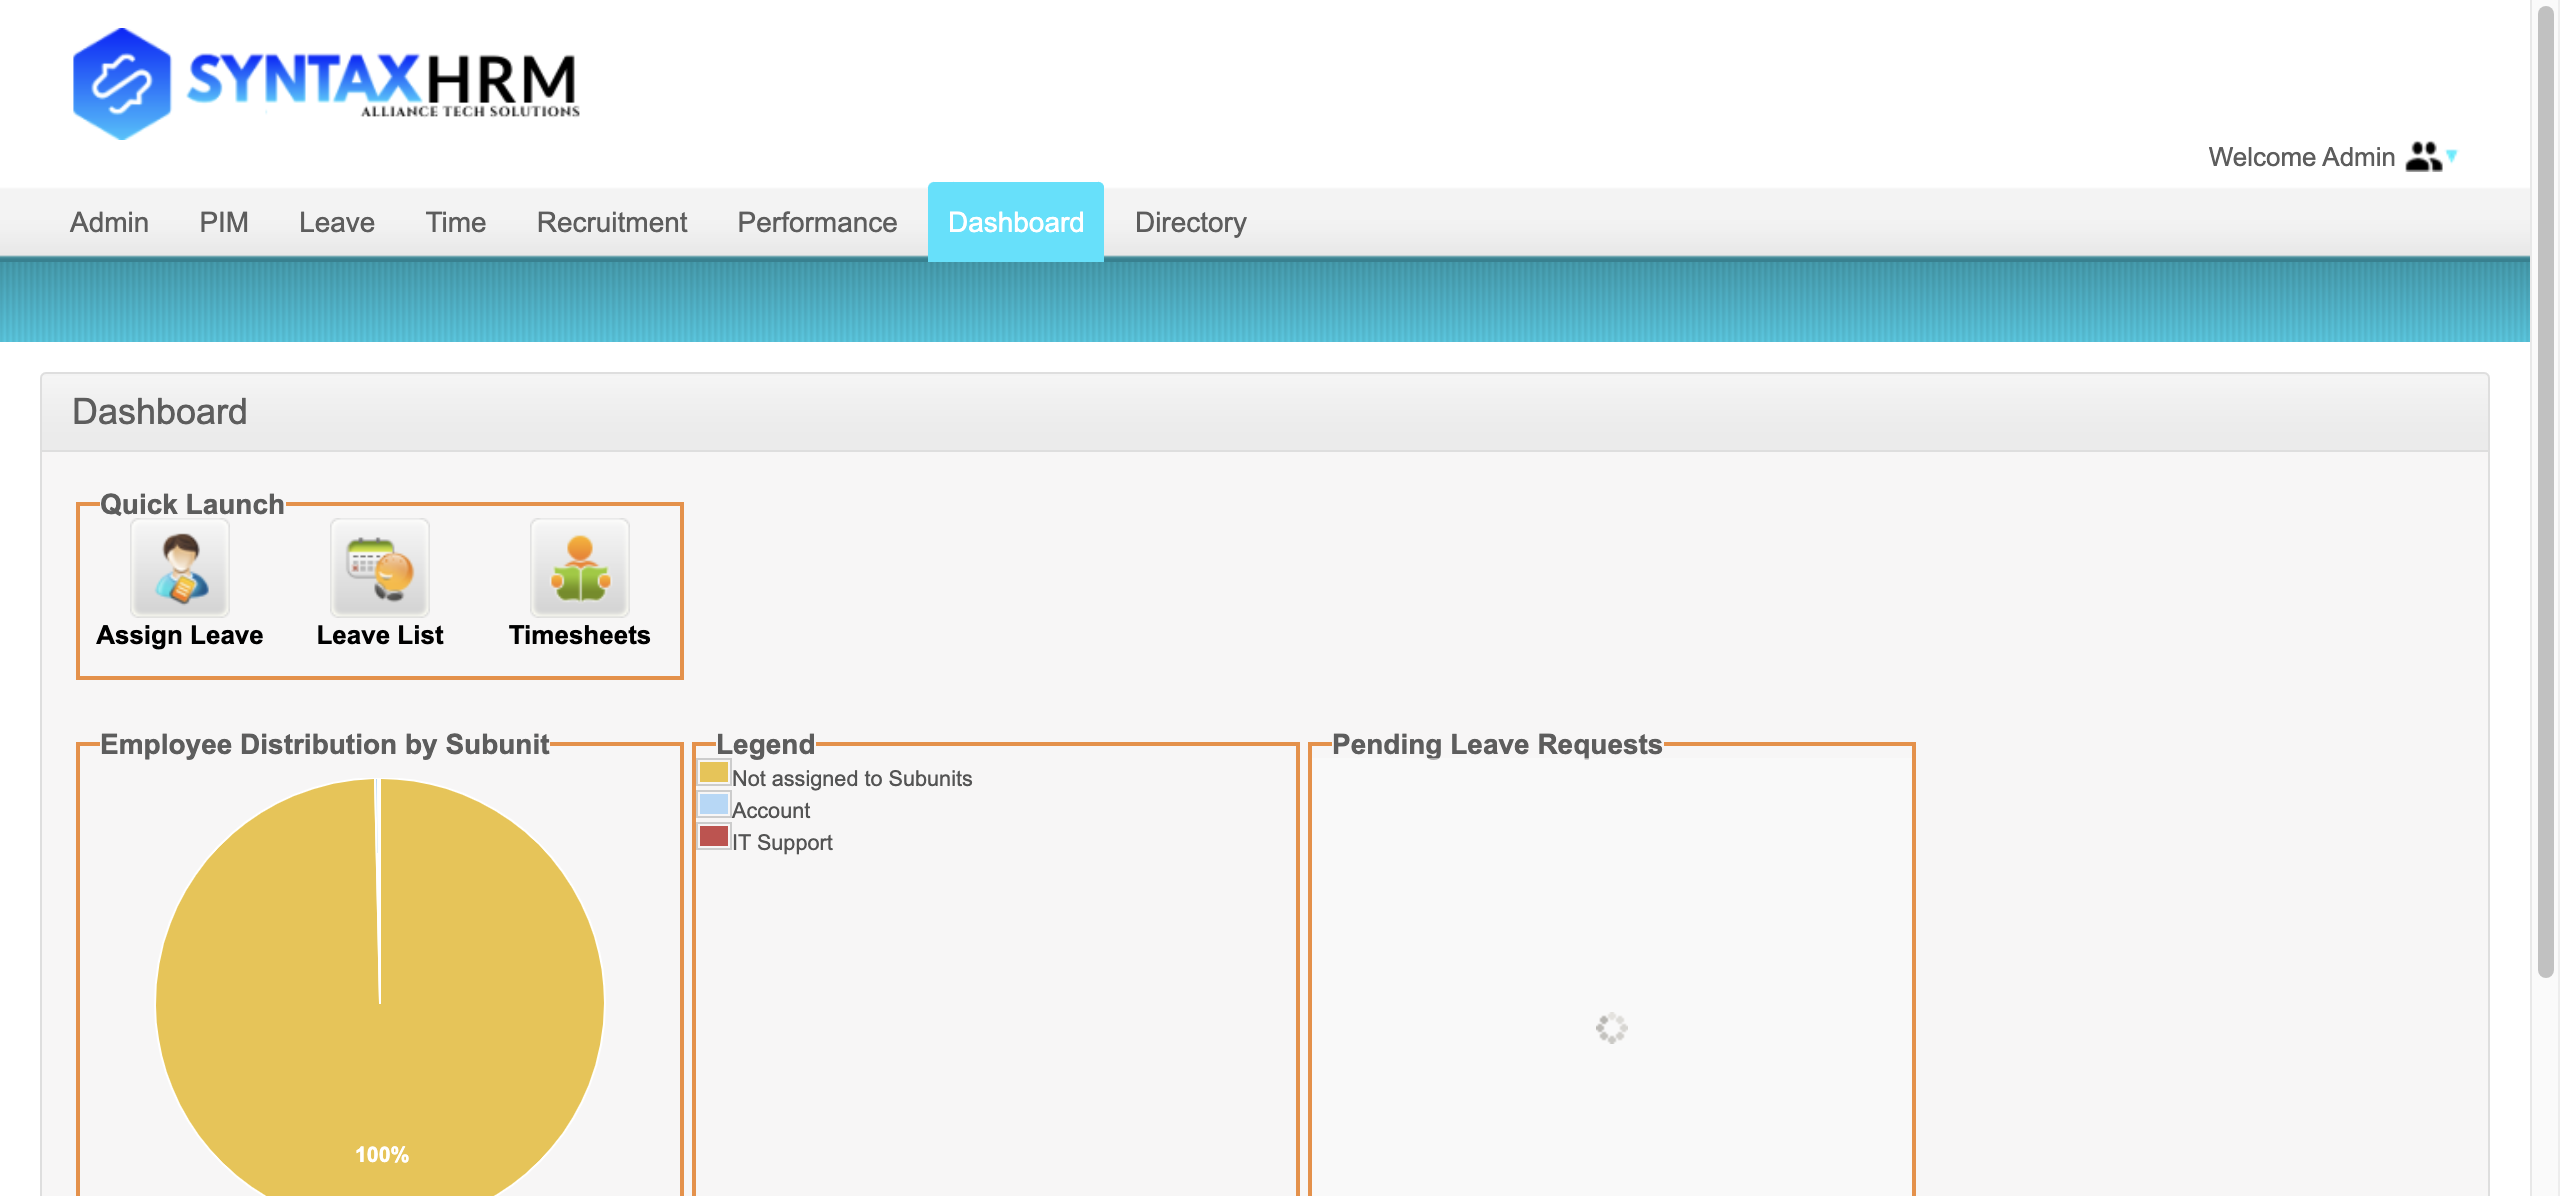 SYNTAXHRM
ALLIANCE TECH SOLUTIONS
Welcome Admin
Admin PIM Leave Time Recruitment Performance Dashboard Directory
Dashboard
Quick Launch
Assign Leave Leave List Timesheets
Employee Distribution by Subunit
100%
Legend
Not assigned to Subunits
Account
IT Support
Pending Leave Requests